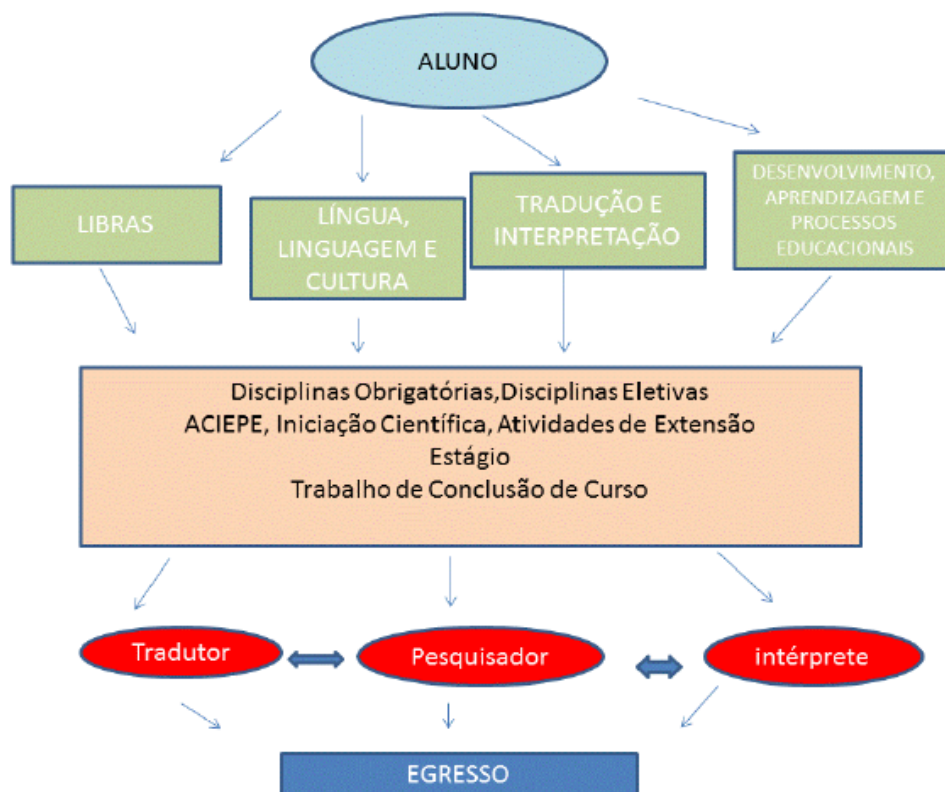 ALUNO
LIBRAS
LÍNGUA,
LINGUAGEM E
CULTURA
TRADUÇÃO E
INTERPRETAÇÃO
DESENVOLVIMENTO,
APRENDIZAGEM E
PROCESSOS
EDUCACIONAIS
Disciplinas Obrigatórias,Disciplinas Eletivas
ACIEPE, Iniciação Científica, Atividades de Extensão
Estágio
Trabalho de Conclusão de Curso
Tradutor
Pesquisador
intérprete
EGRESSO